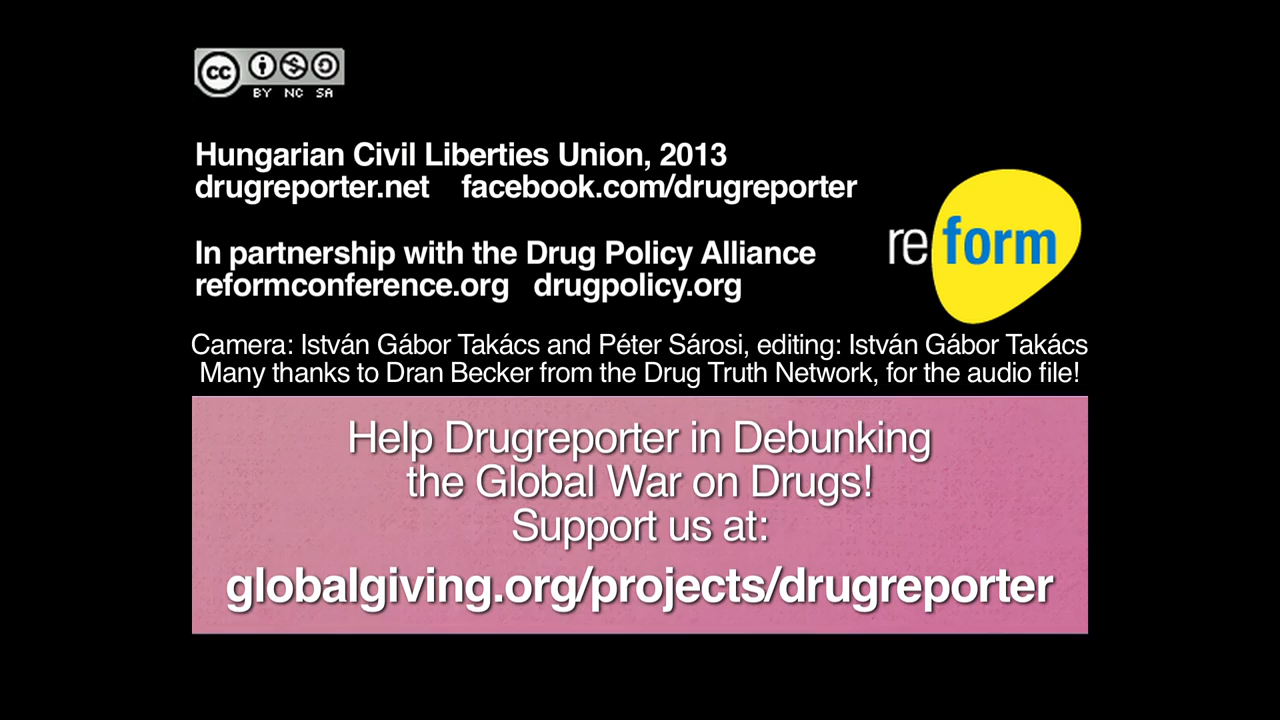 cc
BY NC SA
Hungarian Civil Liberties Union, 2013
drugreporter.net facebook.com/drugreporter
In partnership with the Drug Policy Alliance
reformconference.org drugpolicy.org
reform
Camera: István Gábor Takács and Péter Sárosi, editing: István Gábor Takács
Many thanks to Dran Becker from the Drug Truth Network, for the audio file!
Help Drugreporter in Debunking
the Global War on Drugs!
Support us at:
globalgiving.org/projects/drugreporter